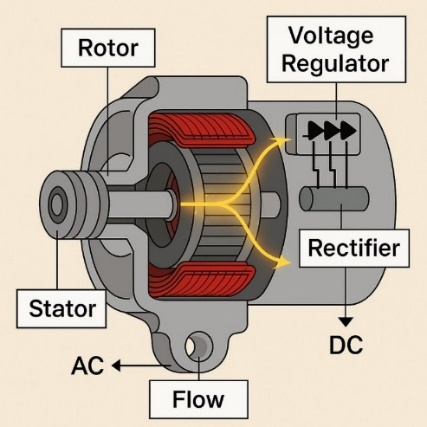 Rotor
Voltage
Regulator
Rectifier
Stator
DC
AC
Flow